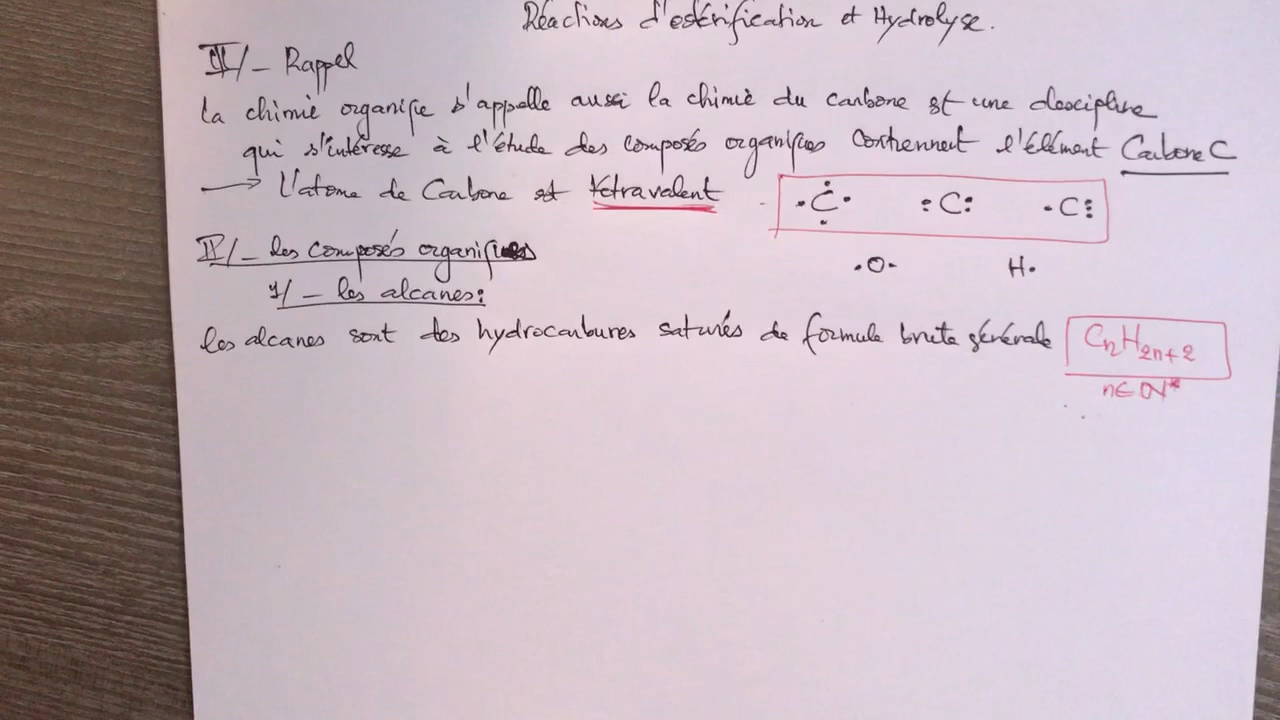 Réactions d'estérification et Hydrolyse.
I/- Rappel
la chimie organique s'appelle aussi la chimie du carbone est une descipline
qui s'intéresse à l'étude des composés organiques contiennent l'élément Carbone C
→ L'atome de Carbone est tétravalent ·C· :C: ·C⋮
·O· H·
II/- les composés organiques
1/- les alcanes:
les alcanes sont des hydrocarbures saturés de formule brute générale CnH2n+2
n∈N*